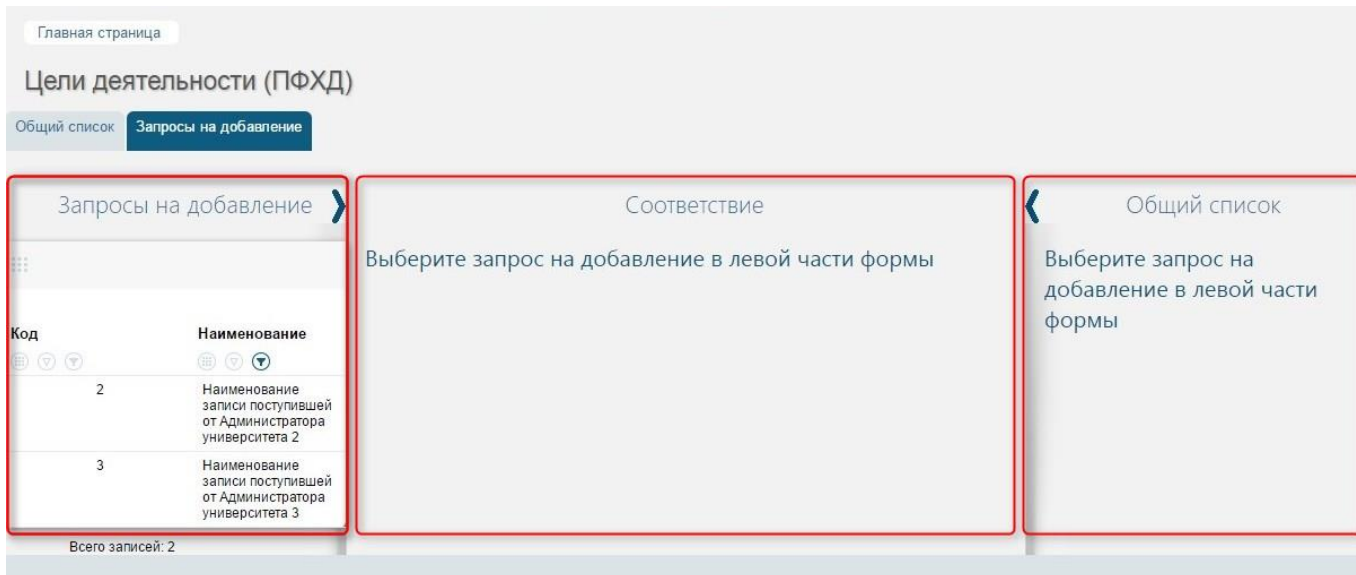 Главная страница
Цели деятельности (ПФХД)
Общий список Запросы на добавление
Запросы на добавление
Код Наименование
2 Наименование
записи поступившей
от Администратора
университета 2
3 Наименование
записи поступившей
от Администратора
университета 3
Всего записей: 2
Соответствие
Выберите запрос на добавление в левой части формы
Общий список
Выберите запрос на
добавление в левой части
формы